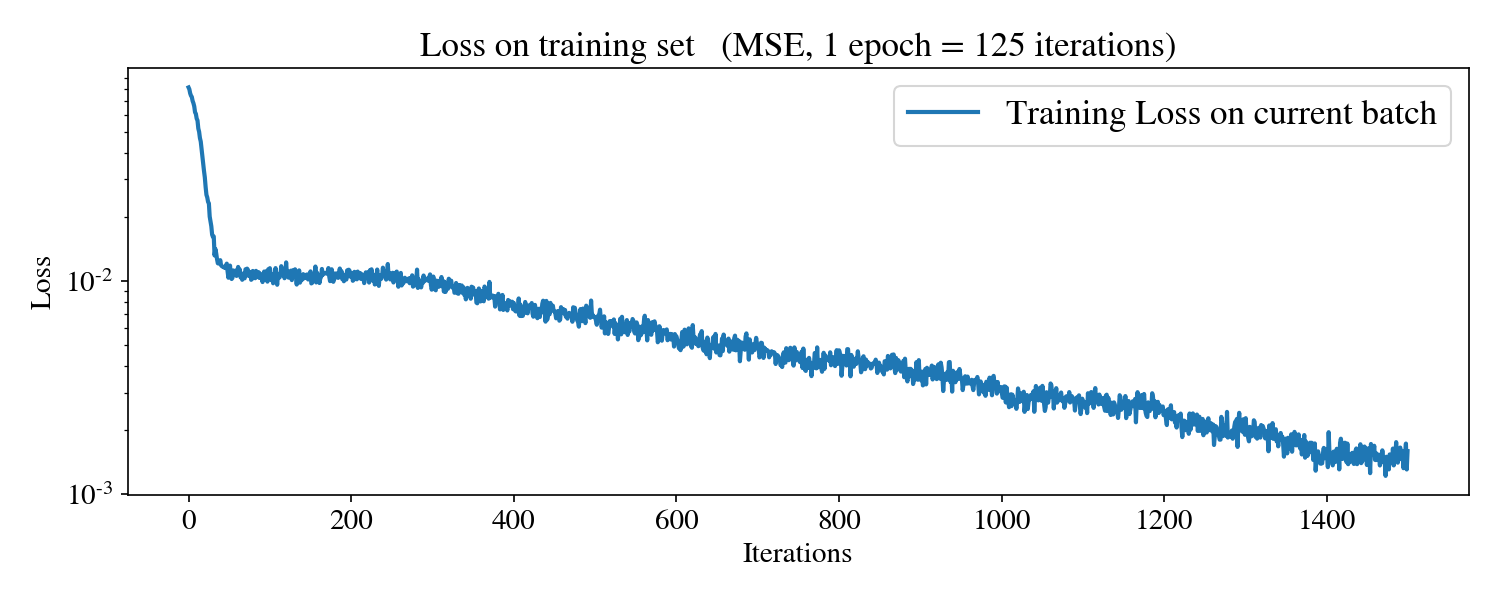 Loss on training set (MSE, 1 epoch = 125 iterations)
Training Loss on current batch
Loss
10⁻²
10⁻³
0 200 400 600 800 1000 1200 1400
Iterations